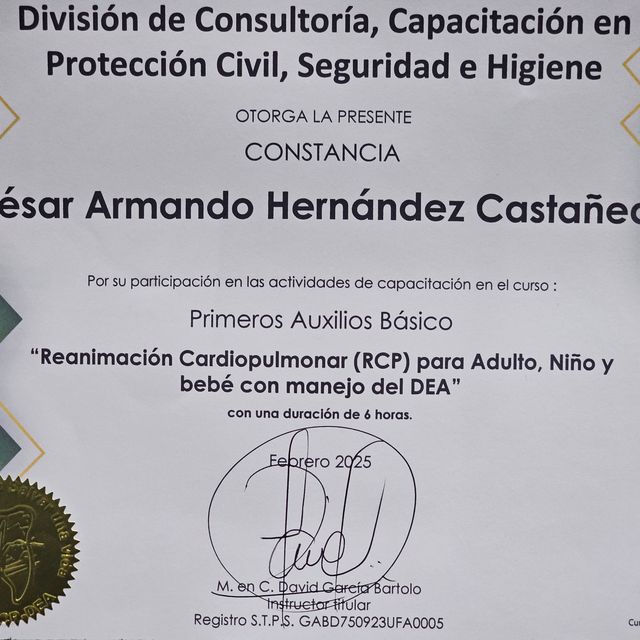 División de Consultoría, Capacitación en
Protección Civil, Seguridad e Higiene
OTORGA LA PRESENTE
CONSTANCIA
ésar Armando Hernández Castañed
Por su participación en las actividades de capacitación en el curso :
Primeros Auxilios Básico
“Reanimación Cardiopulmonar (RCP) para Adulto, Niño y
bebé con manejo del DEA”
con una duración de 6 horas.
Febrero 2025
M. en C. David García Bartolo
Instructor titular
Registro S.T.P.S. GABD750923UFA0005